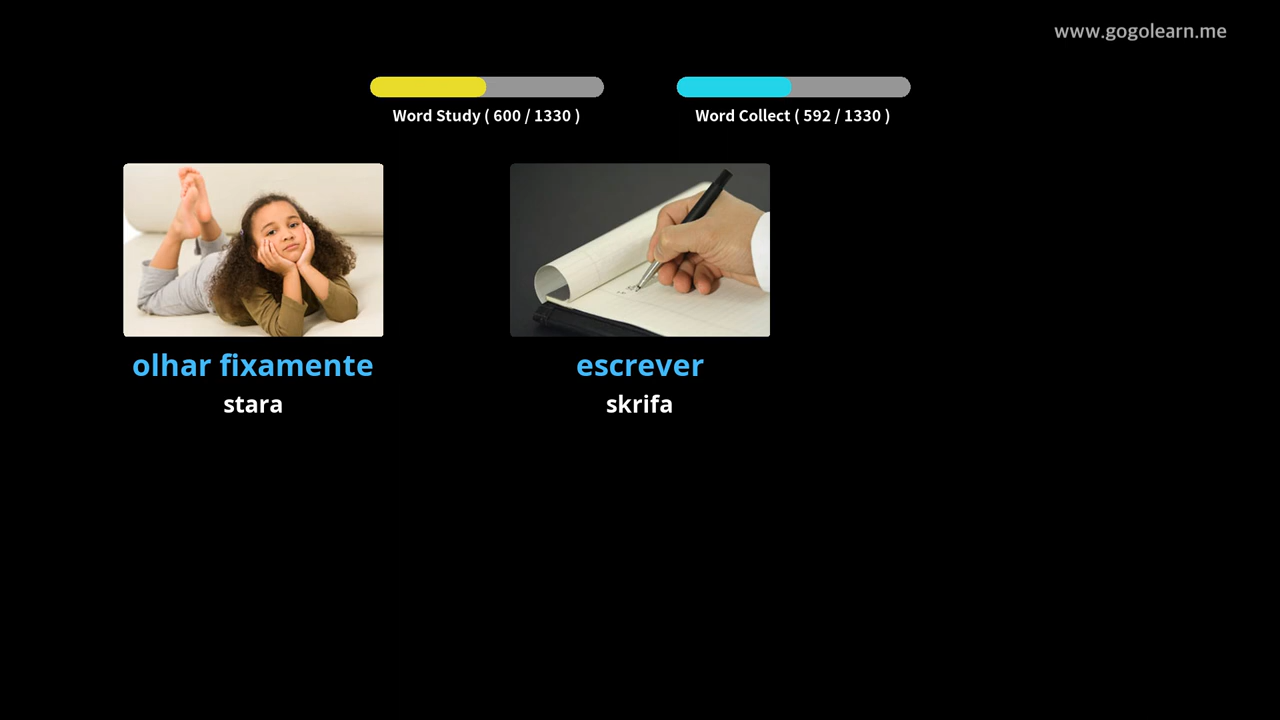 www.gogolearn.me
Word Study ( 600 / 1330 )
Word Collect ( 592 / 1330 )
olhar fixamente
stara
escrever
skrifa